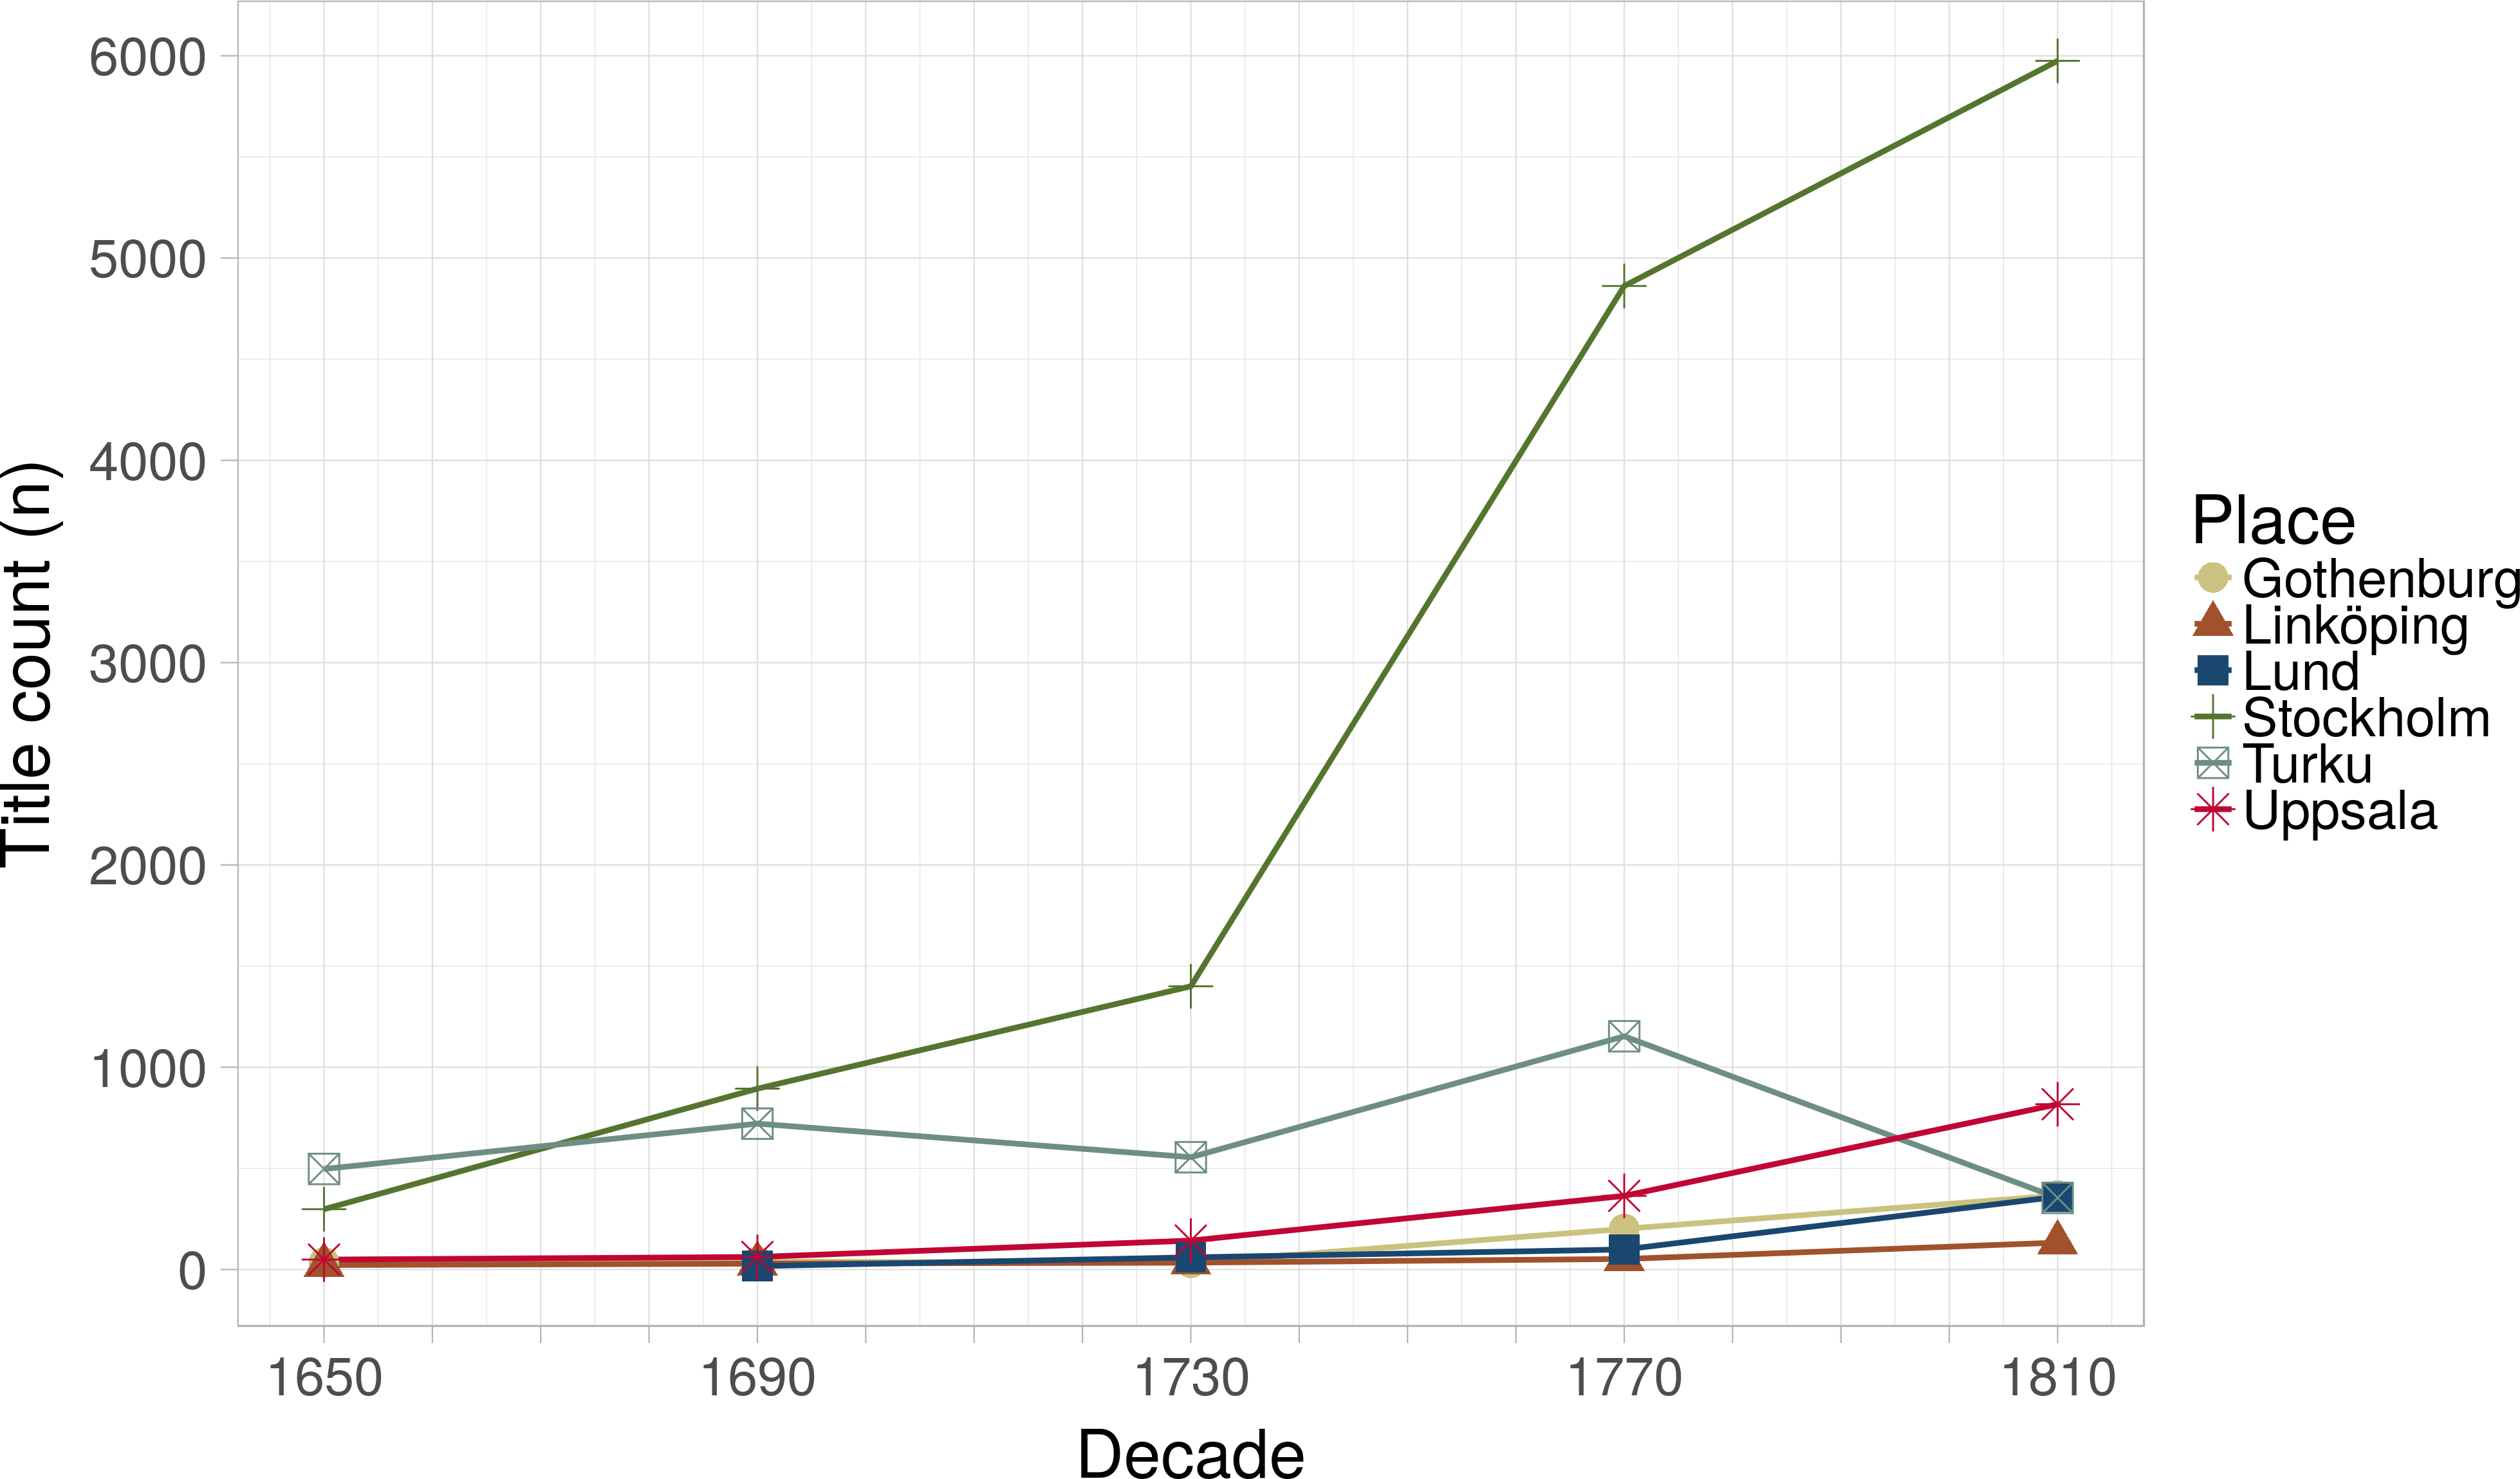 Title count (n)
6000
5000
4000
3000
2000
1000
0
1650 1690 1730 1770 1810
Decade
Place
Gothenburg
Linköping
Lund
Stockholm
Turku
Uppsala